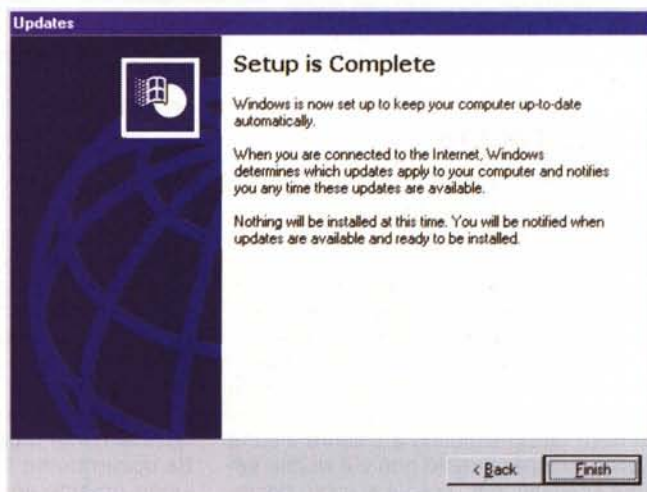 Updates
Setup is Complete
Windows is now set up to keep your computer up-to-date
automatically.
When you are connected to the Internet, Windows
determines which updates apply to your computer and notifies
you any time these updates are available.
Nothing will be installed at this time. You will be notified when
updates are available and ready to be installed.
< Back
Finish